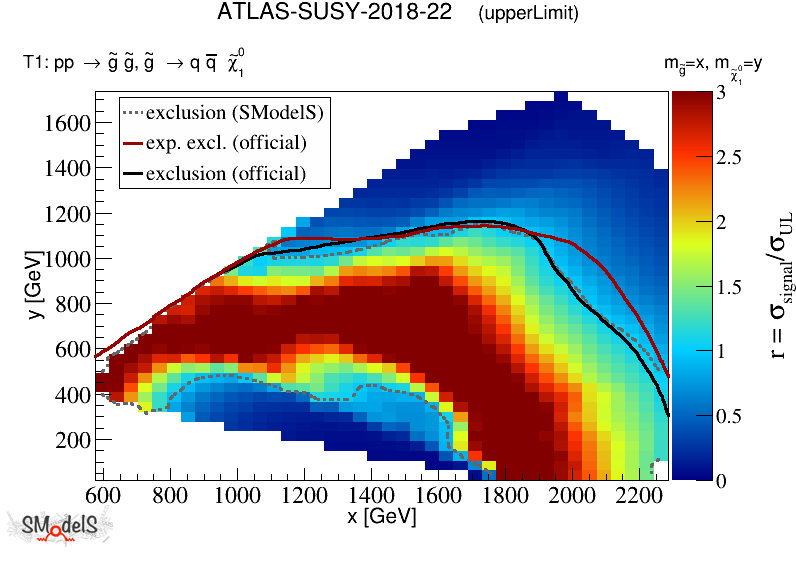 ATLAS-SUSY-2018-22 (upperLimit)
T1: pp → g̃ g̃, g̃ → q q̅ χ̃₁⁰
m_g̃=x, m_χ̃₁⁰=y
exclusion (SModelS)
exp. excl. (official)
exclusion (official)
y [GeV]
1600
1400
1200
1000
800
600
400
200
600 800 1000 1200 1400 1600 1800 2000 2200
x [GeV]
3
2.5
2
1.5
1
0.5
0
r = σ_signal/σ_UL
SModelS